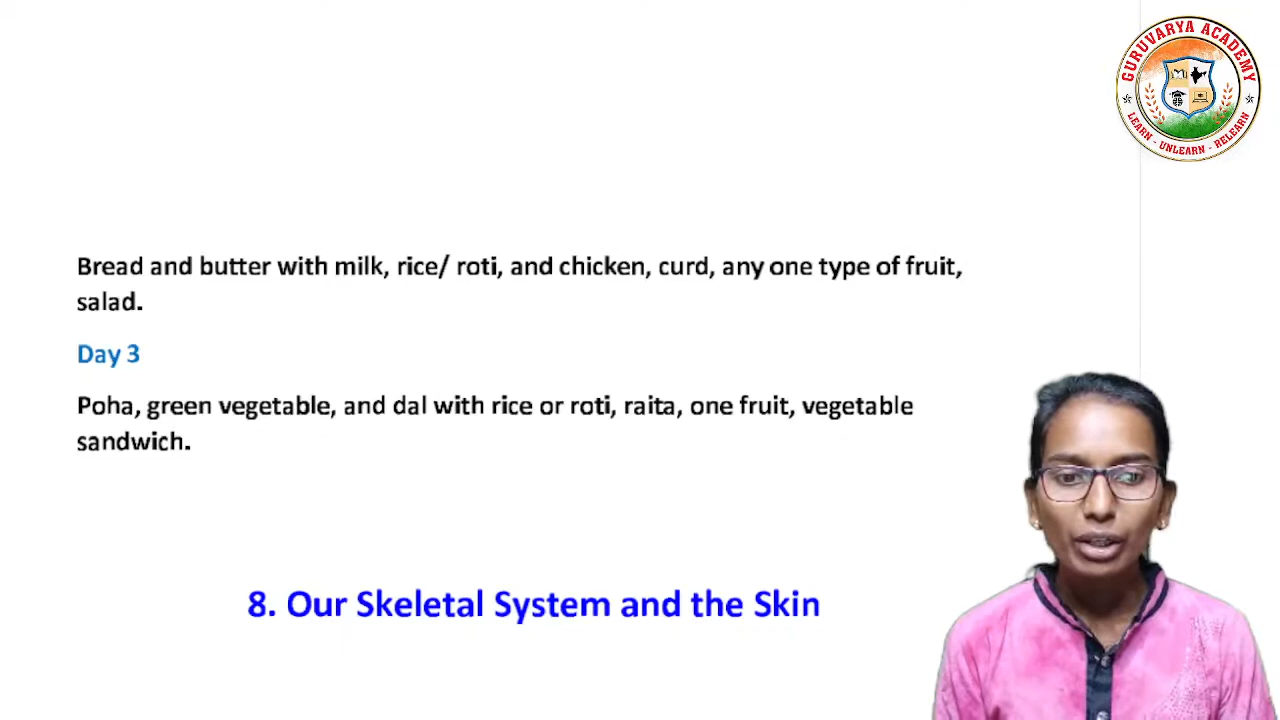 GURUVARYA ACADEMY
LEARN - UNLEARN - RELEARN
Bread and butter with milk, rice/ roti, and chicken, curd, any one type of fruit,
salad.
Day 3
Poha, green vegetable, and dal with rice or roti, raita, one fruit, vegetable
sandwich.
8. Our Skeletal System and the Skin